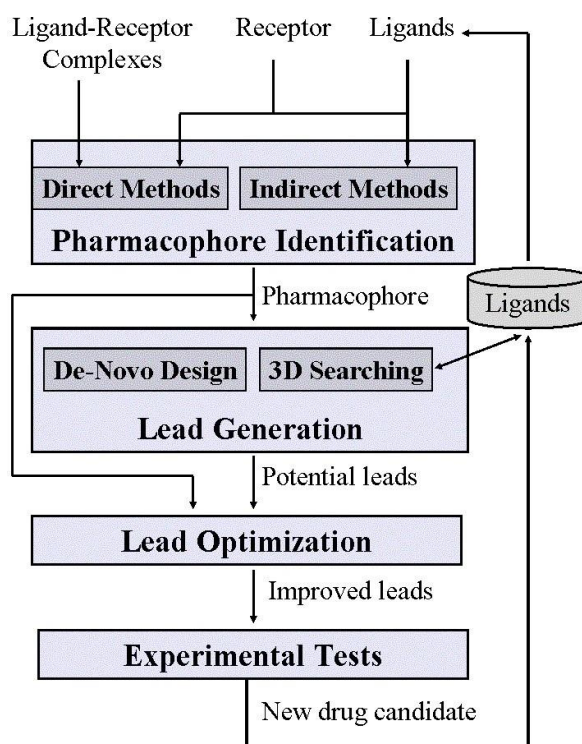 Ligand-Receptor
Complexes
Receptor
Ligands
Direct Methods
Indirect Methods
Pharmacophore Identification
Pharmacophore
Ligands
De-Novo Design
3D Searching
Lead Generation
Potential leads
Lead Optimization
Improved leads
Experimental Tests
New drug candidate